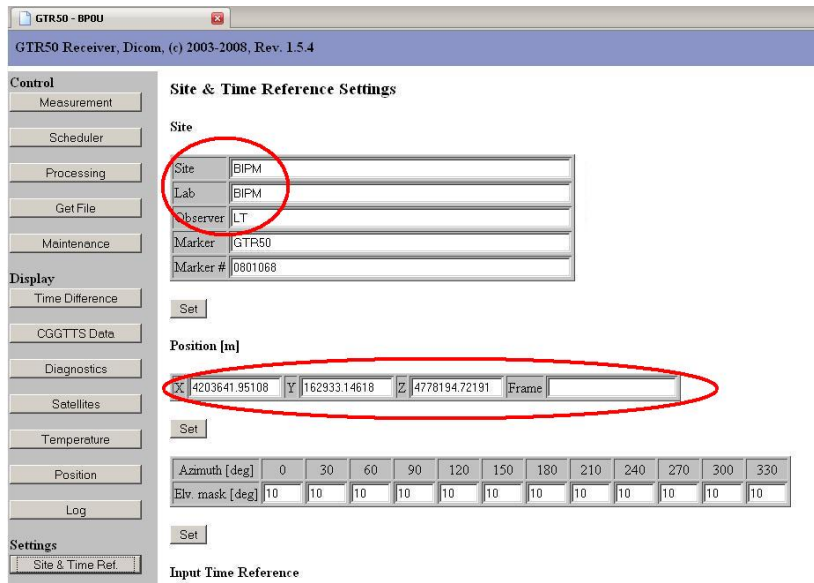 GTR50 - BP0U
GTR50 Receiver, Dicom, (c) 2003-2008, Rev. 1.5.4
Control
Measurement
Scheduler
Processing
Get File
Maintenance
Display
Time Difference
CGGTTS Data
Diagnostics
Satellites
Temperature
Position
Log
Settings
Site & Time Ref.
Site & Time Reference Settings
Site
Site BIPM
Lab BIPM
Observer LT
Marker GTR50
Marker # 0801068
Set
Position [m]
X 4203641.95108 Y 162933.14618 Z 4778194.72191 Frame
Set
Azimuth [deg] 0 30 60 90 120 150 180 210 240 270 300 330
Elv. mask [deg] 10 10 10 10 10 10 10 10 10 10 10 10
Set
Input Time Reference